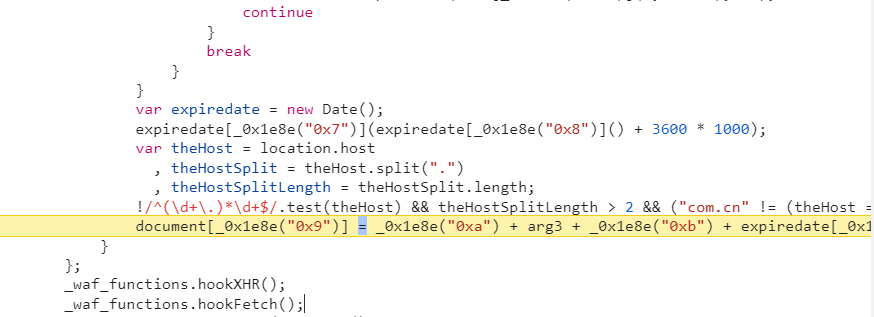 continue
}
break
}
}
var expiredate = new Date();
expiredate[_0x1e8e("0x7")](expiredate[_0x1e8e("0x8")]() + 3600 * 1000);
var theHost = location.host
, theHostSplit = theHost.split(".")
, theHostSplitLength = theHostSplit.length;
!/^(\d+\.)*\d+$/.test(theHost) && theHostSplitLength > 2 && ("com.cn" != (theHost =
document[_0x1e8e("0x9")] = _0x1e8e("0xa") + arg3 + _0x1e8e("0xb") + expiredate[_0x1
}
};
_waf_functions.hookXHR();
_waf_functions.hookFetch();